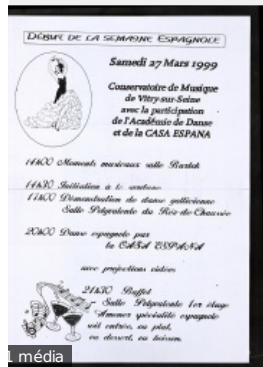 DÉBUT DE LA SEMAINE ESPAGNOLE
Samedi 27 Mars 1999
Conservatoire de Musique
de Vitry-sur-Seine
avec la participation
de l'Académie de Danse
et de la CASA ESPANA
14H00 Moments musicaux salle Bartok
14H30 Initiation à la
Démonstration de danse
Salle Polyvalente du Rez-de-Chaussée
20H00 Danse espagnole par
la CASA ESPANA
avec projections vidéos
21H30 Buffet
Salle Polyvalente 1er étage
Amener spécialité espagnole
soit entrée, ou plat,
ou dessert, ou boisson
1 média